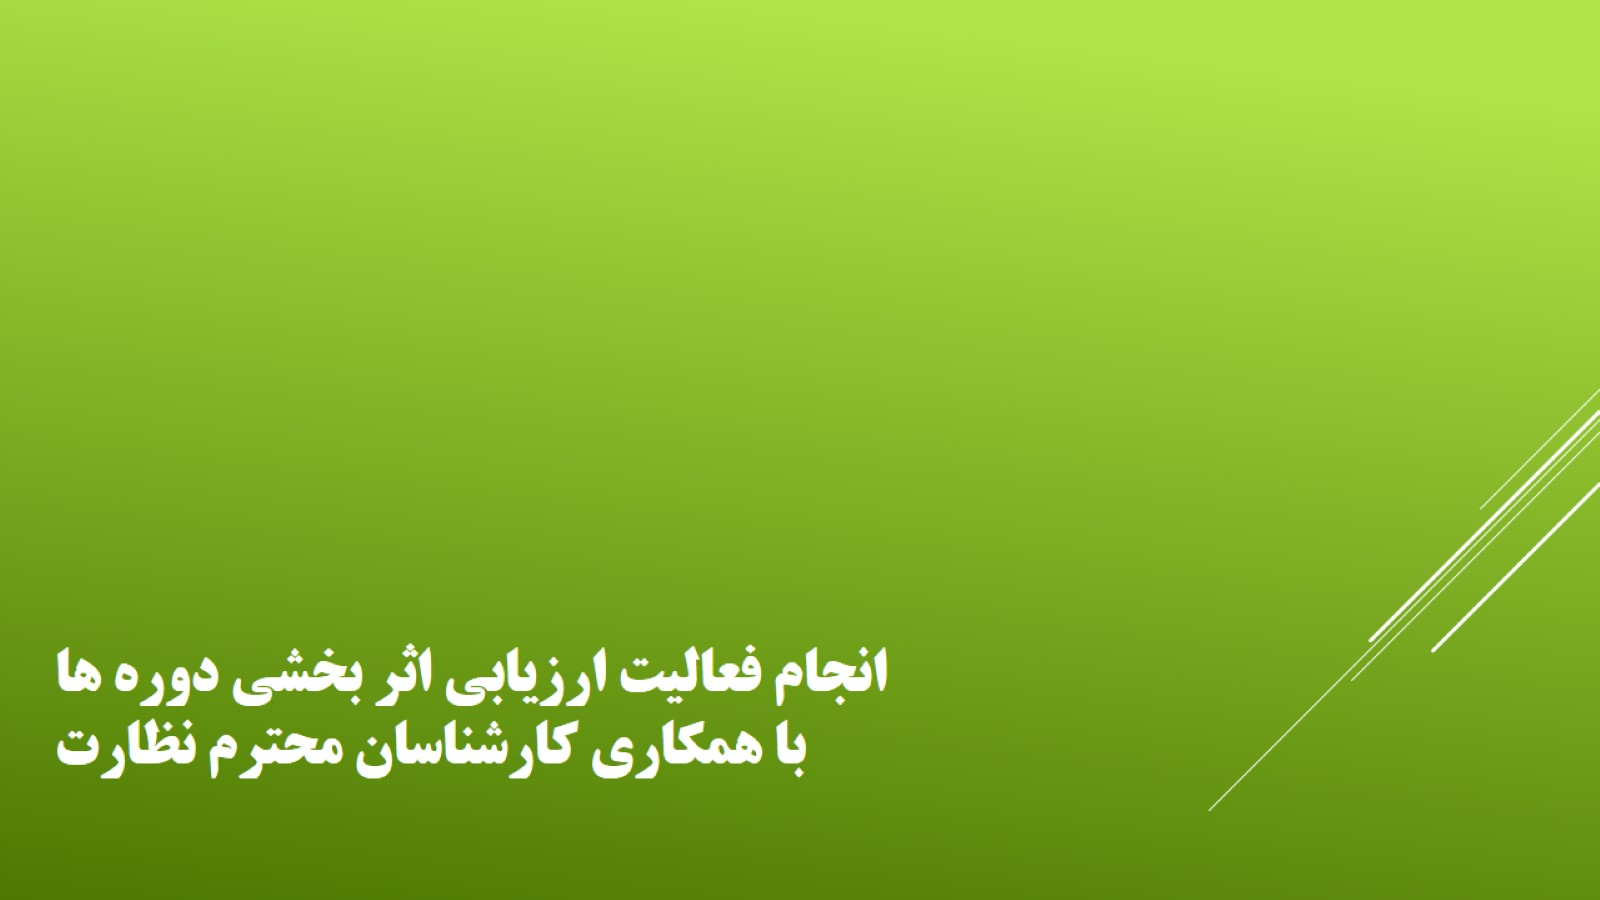 انجام فعالیت ارزیابی اثر بخشی دوره ها
با همکاری کارشناسان محترم نظارت